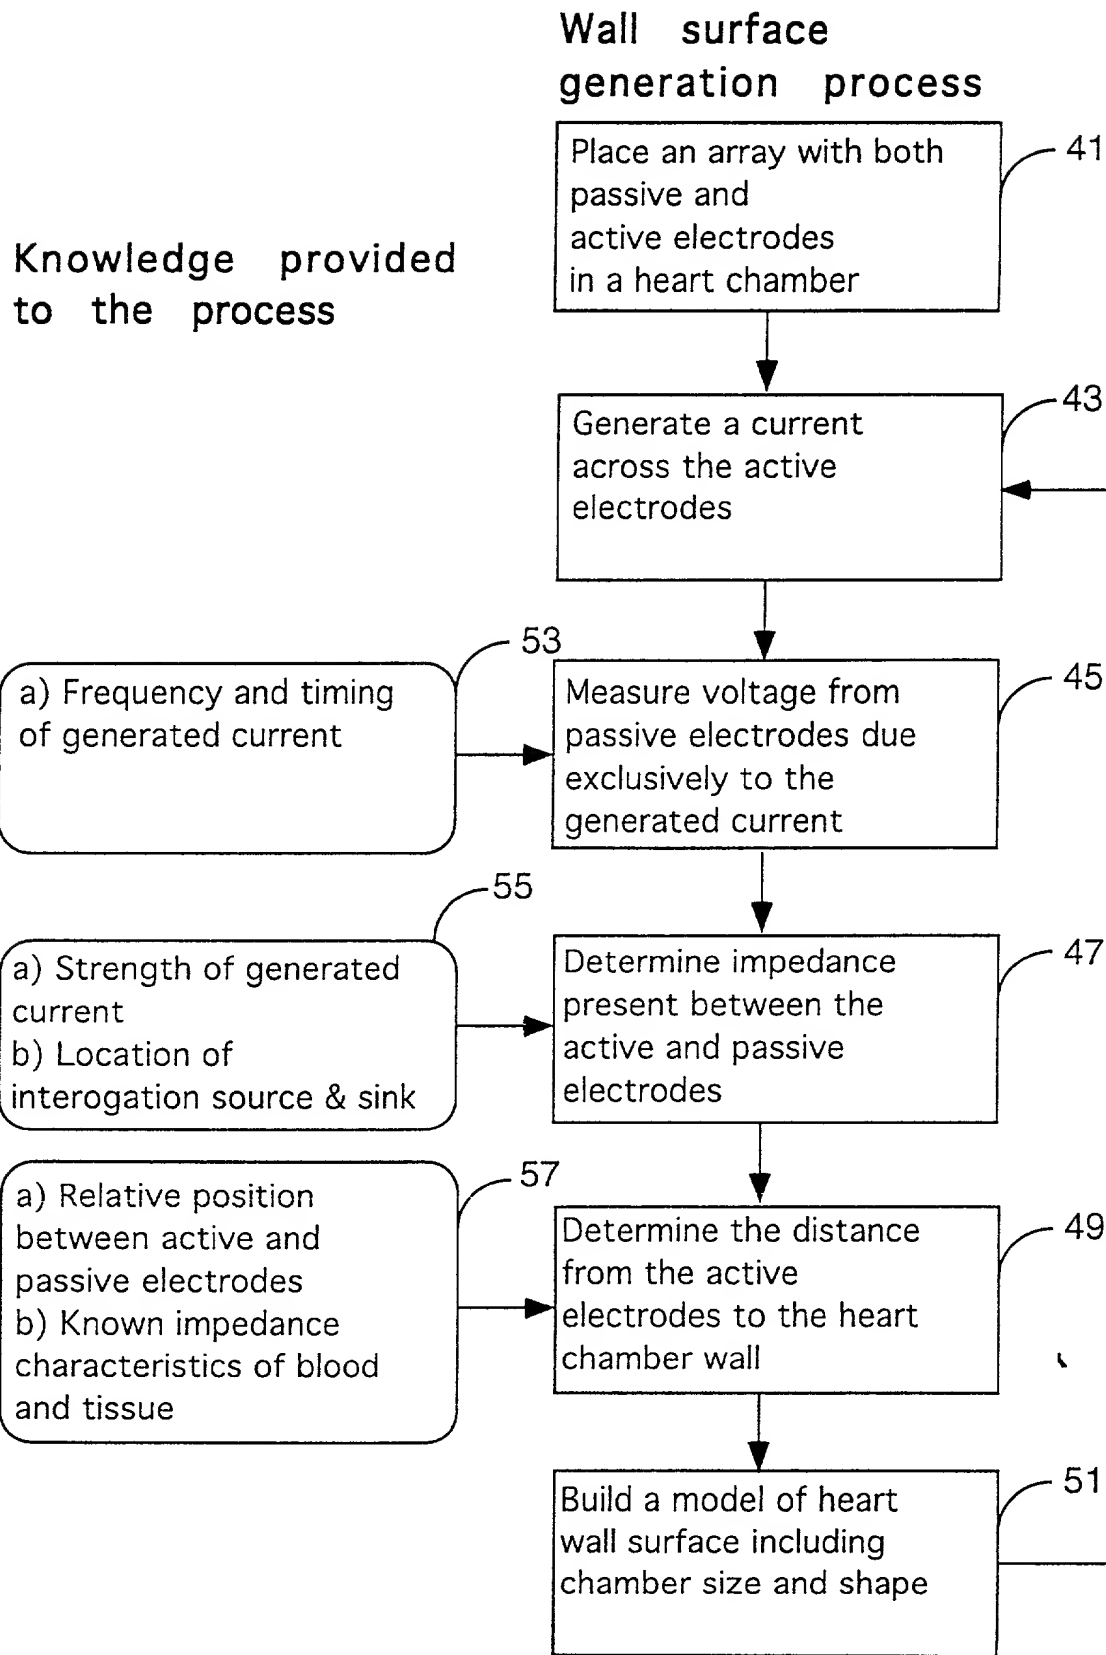 Wall surface
generation process
Knowledge provided
to the process
Place an array with both
passive and
active electrodes
in a heart chamber
41
Generate a current
across the active
electrodes
43
a) Frequency and timing
of generated current
53
Measure voltage from
passive electrodes due
exclusively to the
generated current
45
a) Strength of generated
current
b) Location of
interogation source & sink
55
Determine impedance
present between the
active and passive
electrodes
47
a) Relative position
between active and
passive electrodes
b) Known impedance
characteristics of blood
and tissue
57
Determine the distance
from the active
electrodes to the heart
chamber wall
49
Build a model of heart
wall surface including
chamber size and shape
51